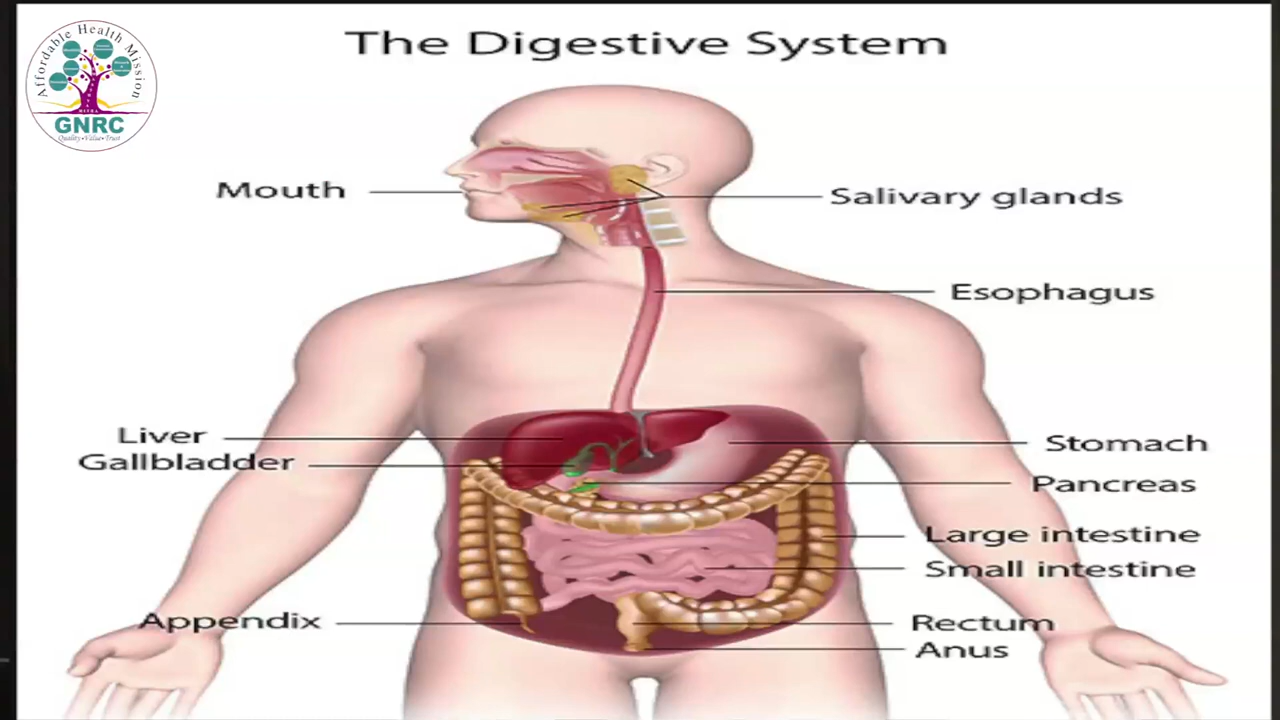 The Digestive System
Affordable Health Mission
GNRC
Quality • Value • Trust
Mouth
Salivary glands
Esophagus
Liver
Gallbladder
Stomach
Pancreas
Large intestine
Small intestine
Appendix
Rectum
Anus